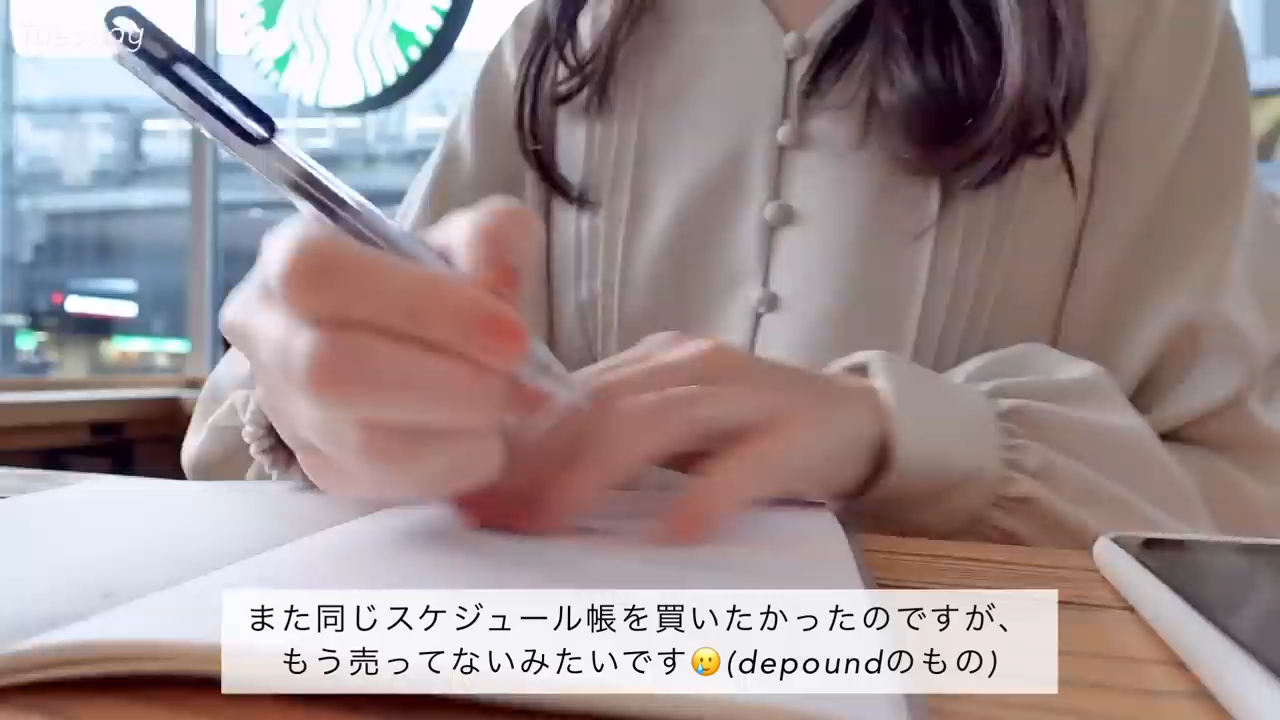 Tuesday
また同じスケジュール帳を買いたかったのですが、
もう売ってないみたいです🥲(depoundのもの)